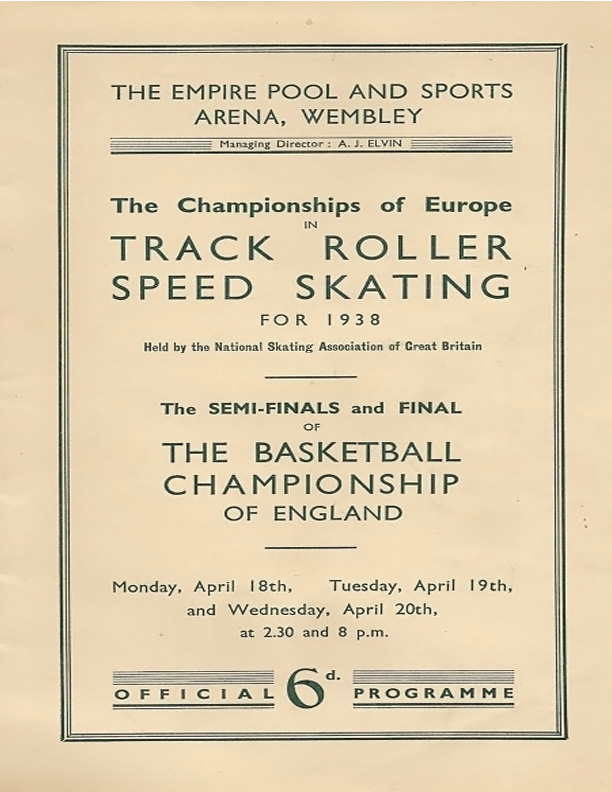 THE EMPIRE POOL AND SPORTS
ARENA, WEMBLEY
Managing Director : A. J. ELVIN
The Championships of Europe
IN
TRACK ROLLER
SPEED SKATING
FOR 1938
Held by the National Skating Association of Great Britain
The SEMI-FINALS and FINAL
OF
THE BASKETBALL
CHAMPIONSHIP
OF ENGLAND
Monday, April 18th, Tuesday, April 19th,
and Wednesday, April 20th,
at 2.30 and 8 p.m.
OFFICIAL 6d. PROGRAMME